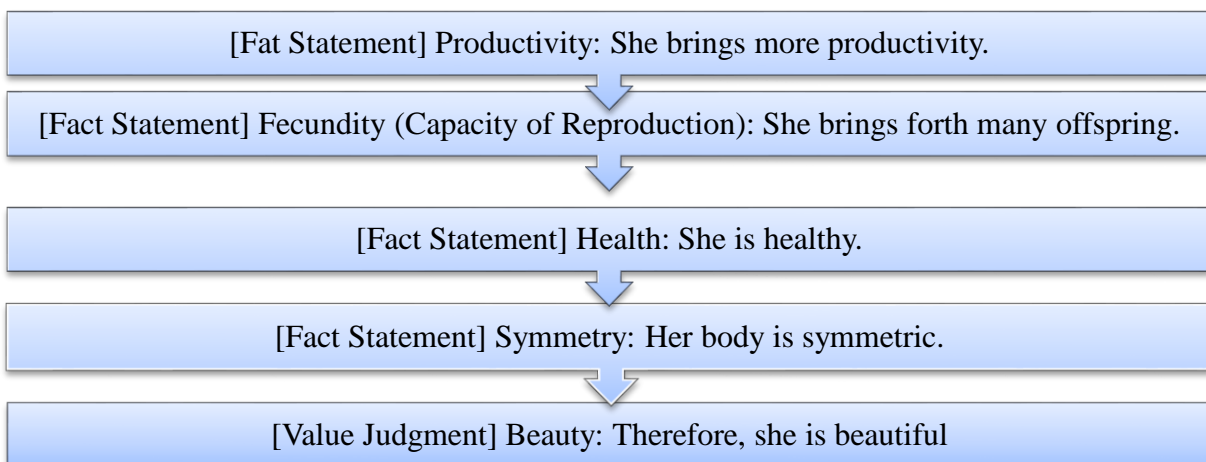 [Fat Statement] Productivity: She brings more productivity.
[Fact Statement] Fecundity (Capacity of Reproduction): She brings forth many offspring.
[Fact Statement] Health: She is healthy.
[Fact Statement] Symmetry: Her body is symmetric.
[Value Judgment] Beauty: Therefore, she is beautiful